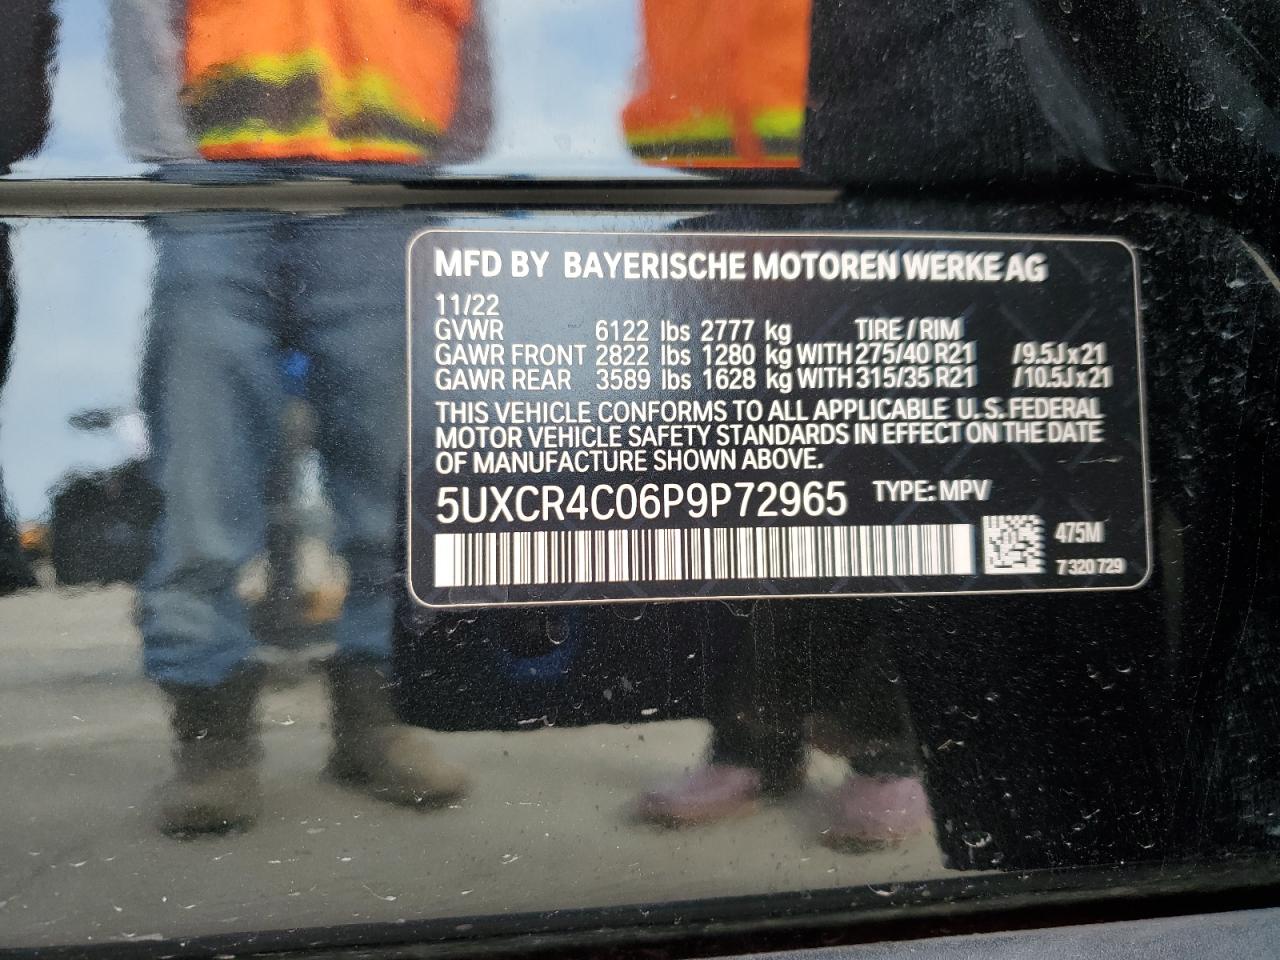 MFD BY BAYERISCHE MOTOREN WERKE AG
11/22
GVWR 6122 lbs 2777 kg TIRE / RIM
GAWR FRONT 2822 lbs 1280 kg WITH 275/40 R21 /9.5J x 21
GAWR REAR 3589 lbs 1628 kg WITH 315/35 R21 /10.5J x 21
THIS VEHICLE CONFORMS TO ALL APPLICABLE U.S. FEDERAL
MOTOR VEHICLE SAFETY STANDARDS IN EFFECT ON THE DATE
OF MANUFACTURE SHOWN ABOVE.
5UXCR4C06P9P72965 TYPE: MPV
475M
7 320 729